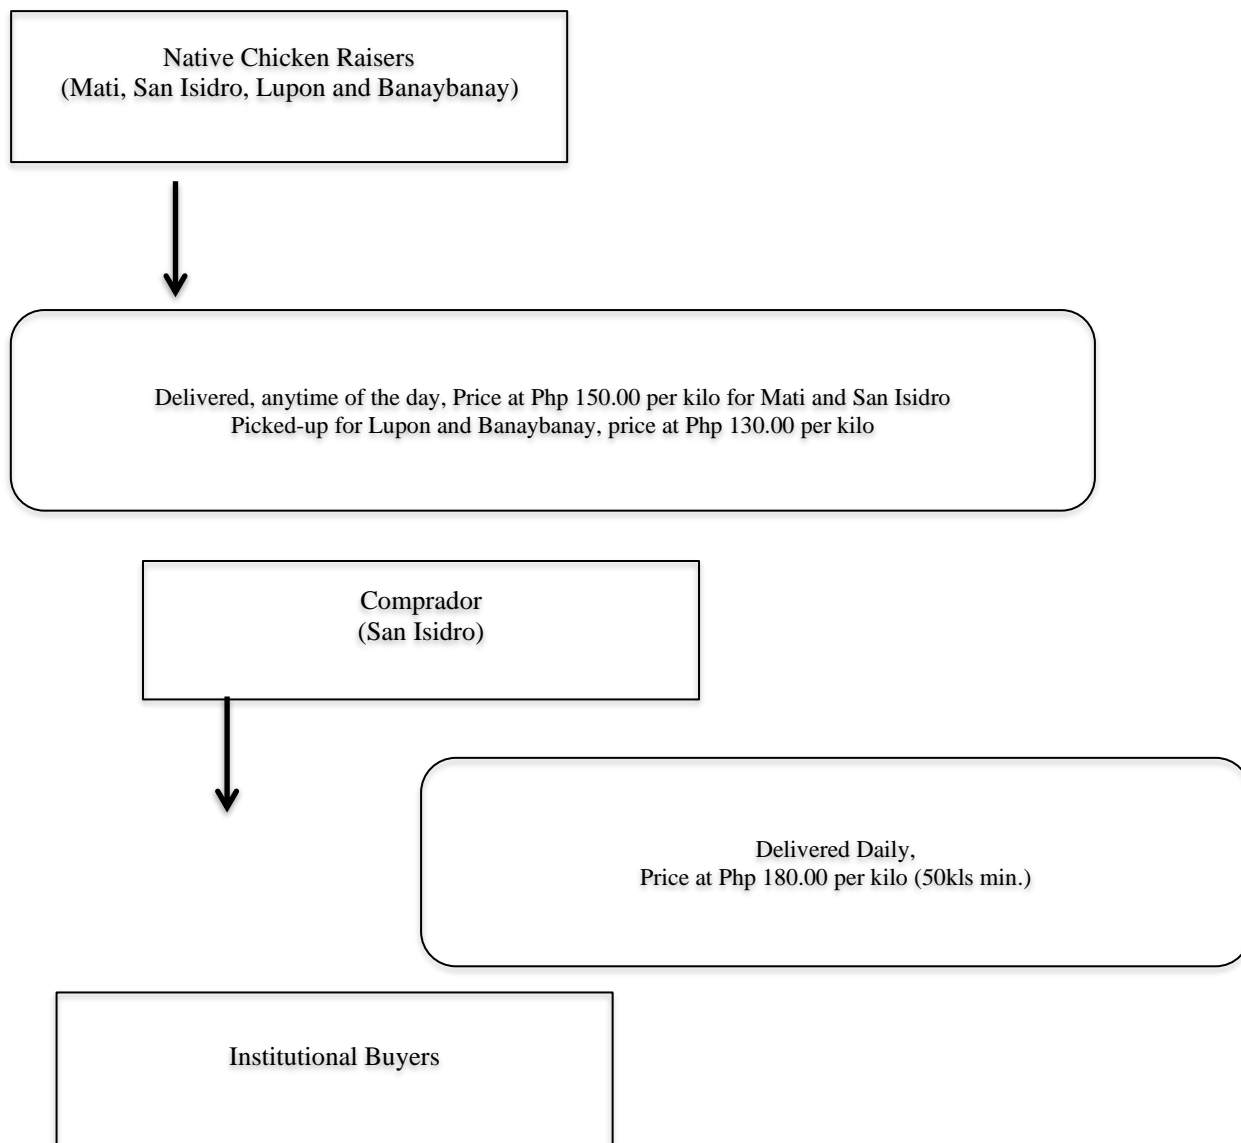 Native Chicken Raisers
(Mati, San Isidro, Lupon and Banaybanay)
Delivered, anytime of the day, Price at Php 150.00 per kilo for Mati and San Isidro
Picked-up for Lupon and Banaybanay, price at Php 130.00 per kilo
Comprador
(San Isidro)
Delivered Daily,
Price at Php 180.00 per kilo (50kls min.)
Institutional Buyers